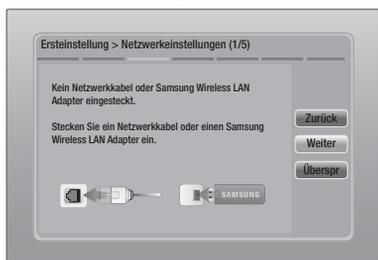 Ersteinstellung > Netzwerkeinstellungen (1/5)
Kein Netzwerkkabel oder Samsung Wireless LAN
Adapter eingesteckt.
Stecken Sie ein Netzwerkkabel oder einen Samsung
Wireless LAN Adapter ein.
SAMSUNG
Zurück
Weiter
Überspr